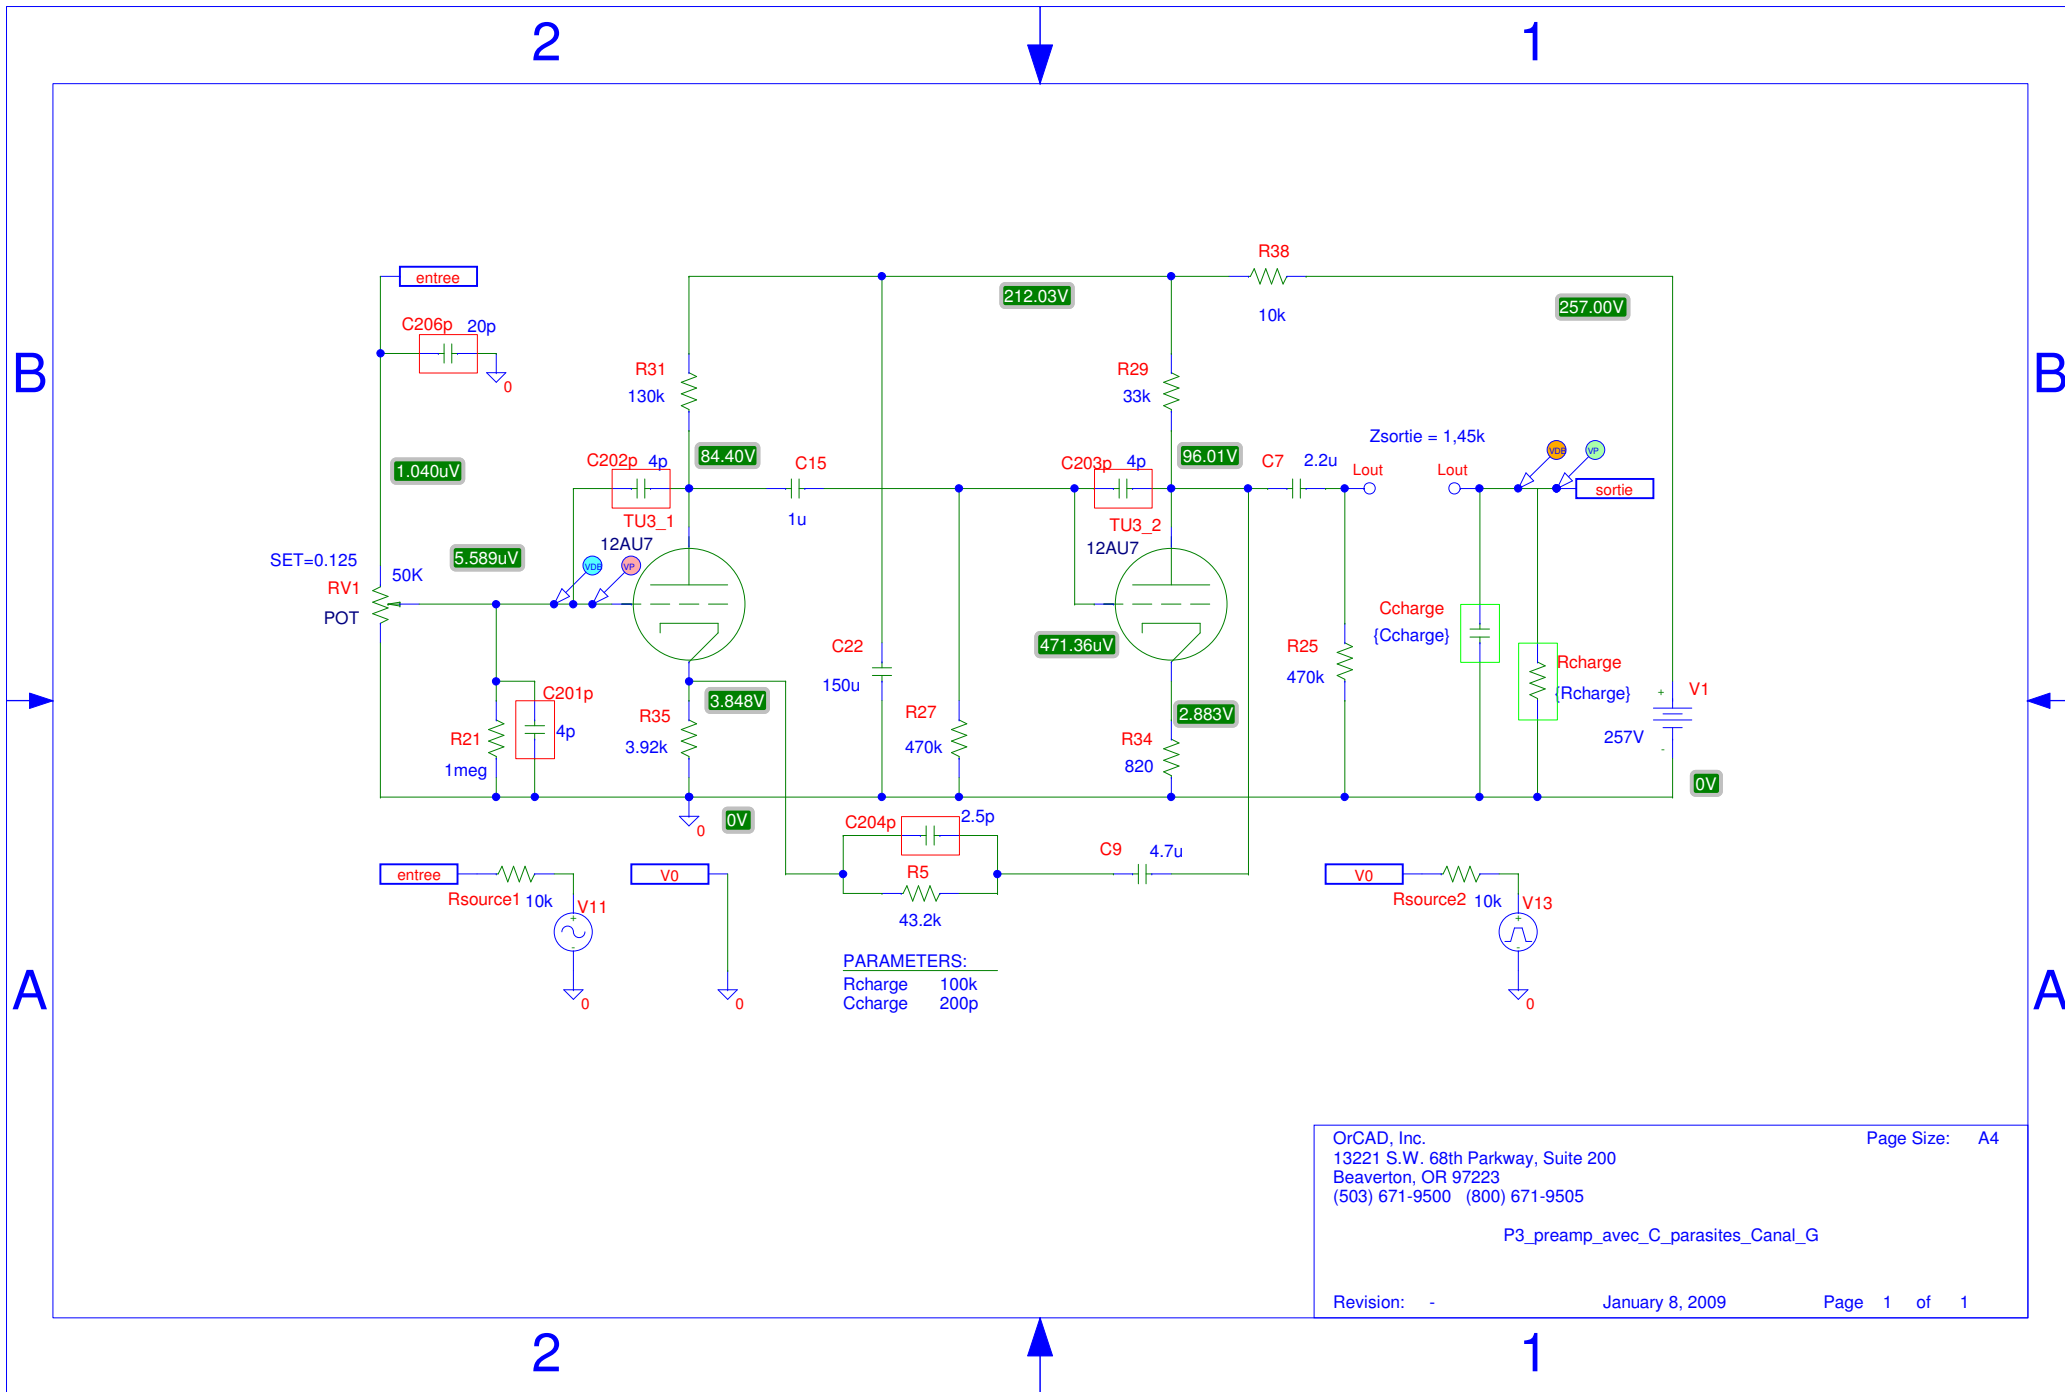 2
1
R38
entree
212.03V
257.00V
C206p 20p
10k
B
B
0
R31
130k
R29
33k
Zsortie = 1,45k
VDB
VP
84.40V
96.01V
C202p 4p
C15
C203p 4p
C7 2.2u
Lout
Lout
1.040uV
sortie
1u
TU3_1
12AU7
TU3_2
12AU7
SET=0.125
5.589uV
VDB
VP
50K
RV1
POT
Ccharge
{Ccharge}
C22
150u
471.36uV
R25
470k
Rcharge
{Rcharge}
C201p
4p
3.848V
+
V1
257V
-
R35
3.92k
R27
470k
2.883V
R21
1meg
R34
820
0V
0V
0
C204p 2.5p
C9 4.7u
entree
V0
R5
43.2k
V0
Rsource1 10k
V11
+
-
Rsource2 10k
V13
+
-
PARAMETERS:
Rcharge 100k
Ccharge 200p
A
A
0
0
0
OrCAD, Inc.
Page Size: A4
13221 S.W. 68th Parkway, Suite 200
Beaverton, OR 97223
(503) 671-9500 (800) 671-9505
P3_preamp_avec_C_parasites_Canal_G
Revision: - January 8, 2009 Page 1 of 1
2
1